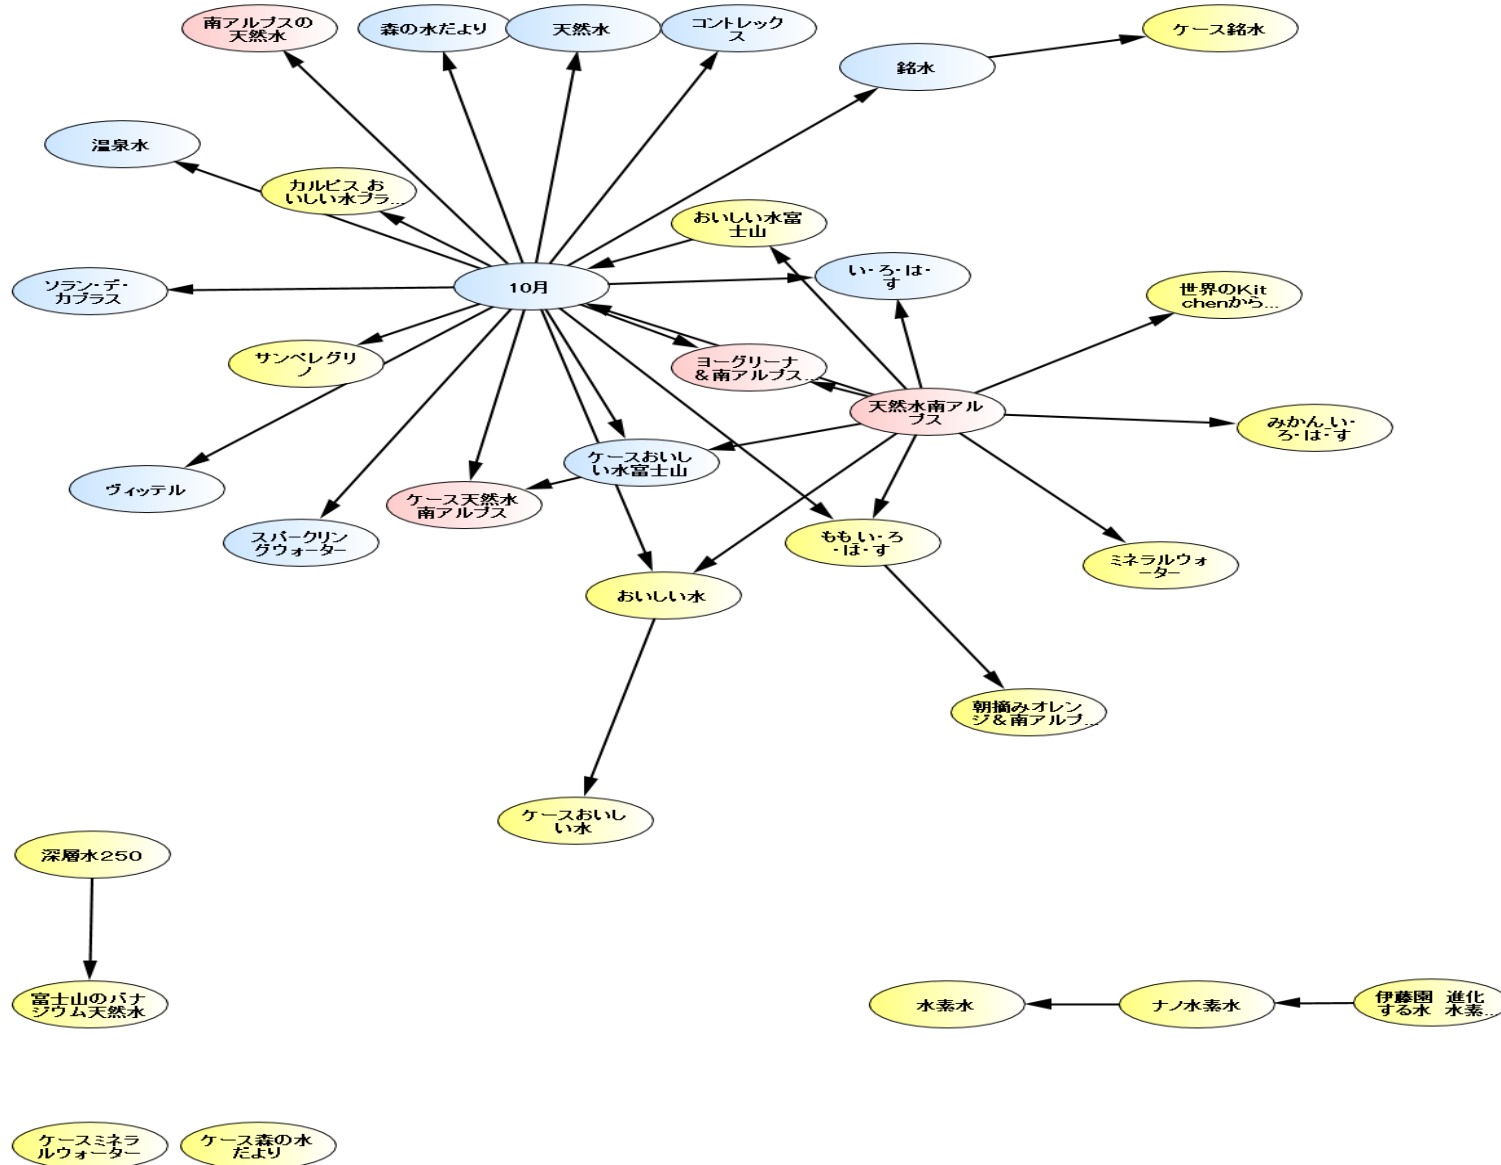 南アルプスの
天然水
森の水だより
天然水
コントレック
ス
銘水
ケース銘水
温泉水
カルピス_お
いしい水プラ...
おいしい水富
士山
10月
い・ろ・は・
す
ソラン・デ・
カブラス
世界のKit
chenから...
サンペレグリ
ノ
ヨーグリーナ
&南アルプス...
天然水南アル
プス
みかん_い・
ろ・は・す
ヴィッテル
ケースおいし
い水富士山
ケース天然水
南アルプス
スパークリン
グウォーター
もも_い・ろ
・は・す
ミネラルウォ
ーター
おいしい水
朝摘みオレン
ジ&南アルプ...
ケースおいし
い水
深層水250
富士山のバナ
ジウム天然水
水素水
ナノ水素水
伊藤園 進化
する水 水素...
ケースミネラ
ルウォーター
ケース森の水
だより